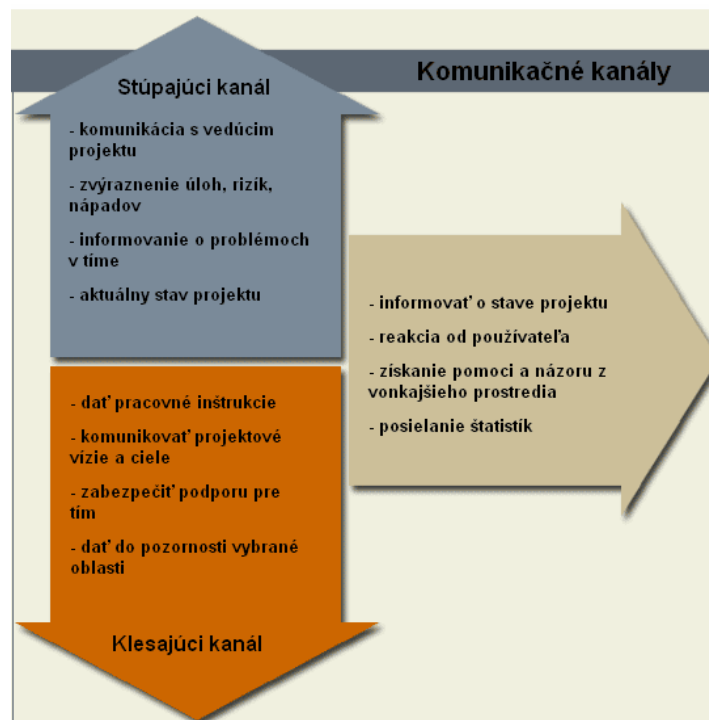 Komunikačné kanály
Stúpajúci kanál
- komunikácia s vedúcim
projektu
- zvýraznenie úloh, rizík,
nápadov
- informovanie o problémoch
v tíme
- aktuálny stav projektu
- informovať o stave projektu
- reakcia od používateľa
- získanie pomoci a názoru z
vonkajšieho prostredia
- posielanie štatistík
- dať pracovné inštrukcie
- komunikovať projektové
vízie a ciele
- zabezpečiť podporu pre
tím
- dať do pozornosti vybrané
oblasti
Klesajúci kanál